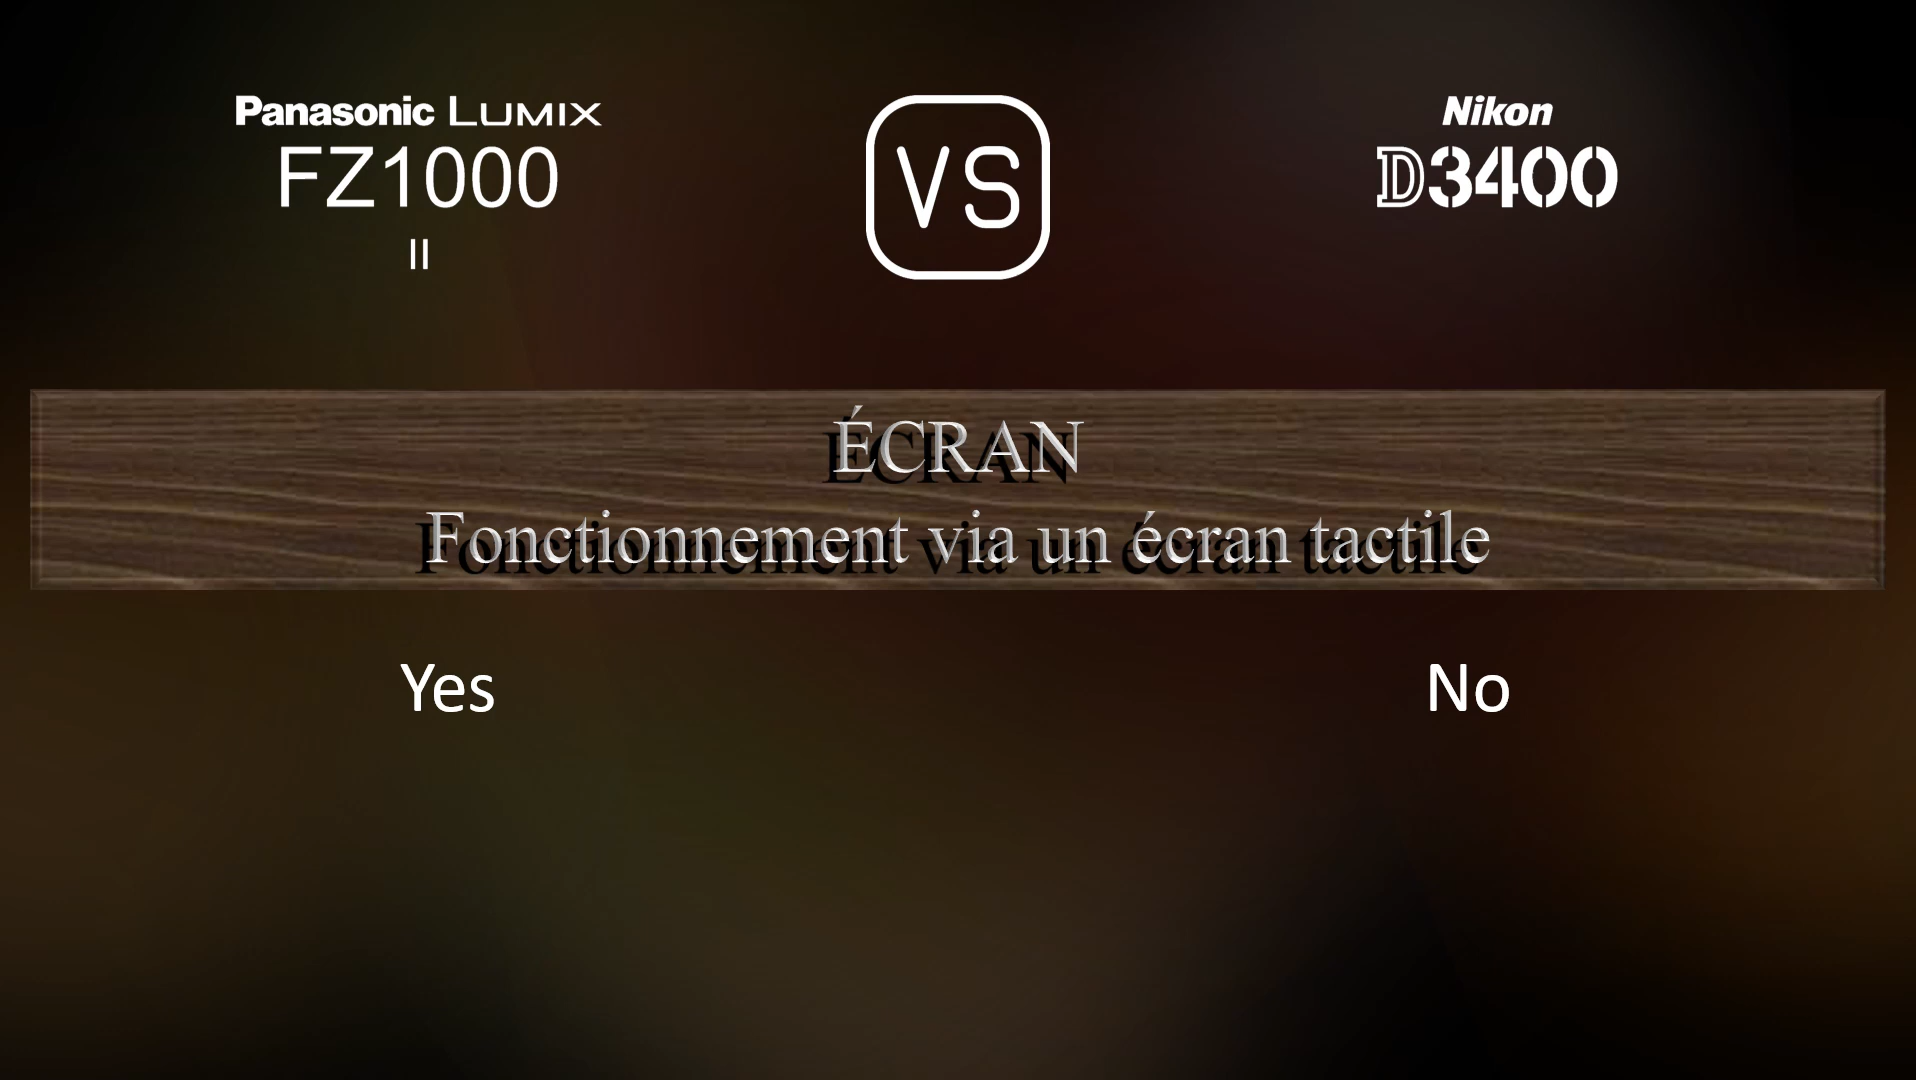 Panasonic LUMIX
FZ1000
II
VS
Nikon
D3400
ÉCRAN
Fonctionnement via un écran tactile
Yes
No